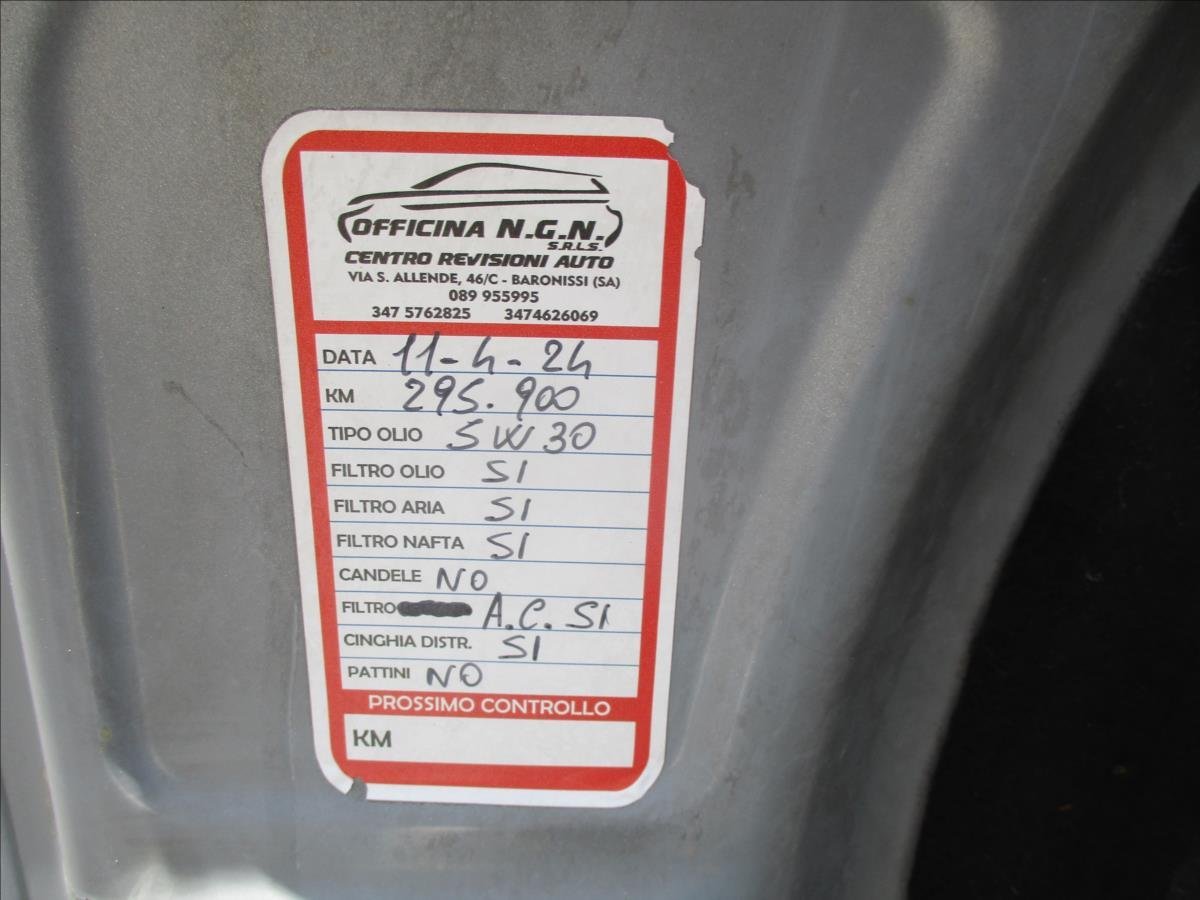 OFFICINA N.G.N.
S.R.L.S.
CENTRO REVISIONI AUTO
VIA S. ALLENDE, 46/C - BARONISSI (SA)
089 955995
347 5762825 3474626069
DATA 11-4-24
KM 295.900
TIPO OLIO 5W30
FILTRO OLIO SI
FILTRO ARIA SI
FILTRO NAFTA SI
CANDELE NO
FILTRO A.C. SI
CINGHIA DISTR. SI
PATTINI NO
PROSSIMO CONTROLLO
KM